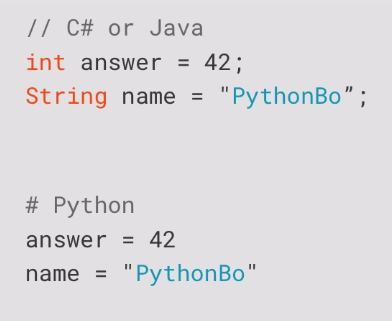 // C# or Java
int answer = 42;
String name = "PythonBo”;
# Python
answer = 42
name = "PythonBo"